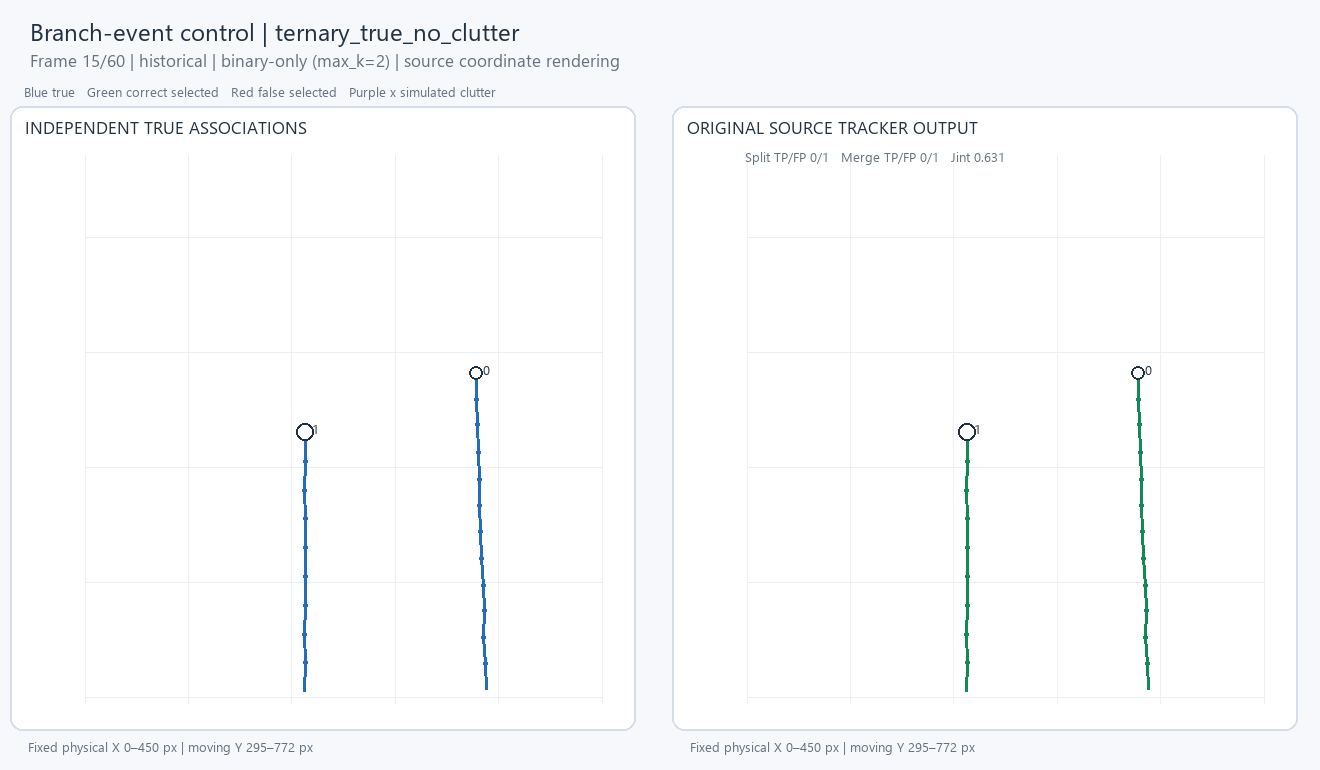 Branch-event control | ternary_true_no_clutter
Frame 15/60 | historical | binary-only (max_k=2) | source coordinate rendering
Blue true   Green correct selected   Red false selected   Purple x simulated clutter
INDEPENDENT TRUE ASSOCIATIONS
0
1
Fixed physical X 0–450 px | moving Y 295–772 px
ORIGINAL SOURCE TRACKER OUTPUT
Split TP/FP 0/1   Merge TP/FP 0/1   Jint 0.631
0
1
Fixed physical X 0–450 px | moving Y 295–772 px